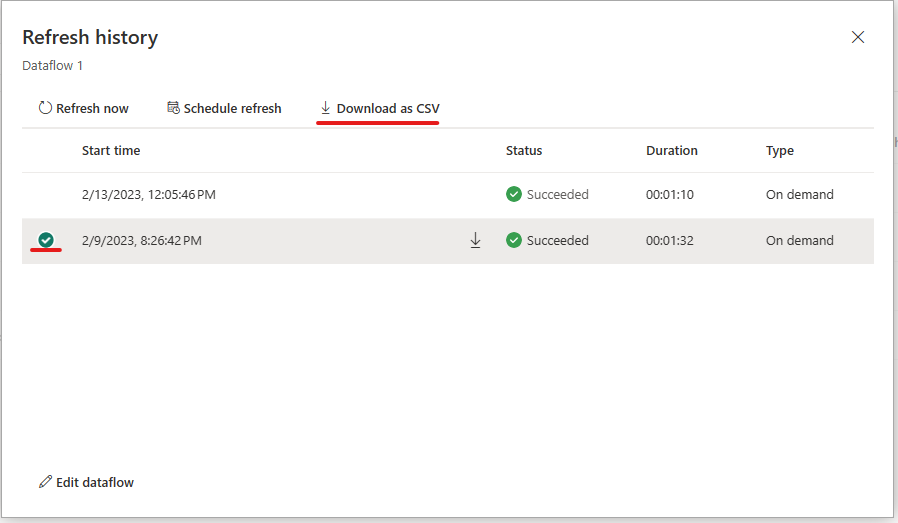 Refresh history
Dataflow 1
Refresh now Schedule refresh Download as CSV
Start time Status Duration Type
2/13/2023, 12:05:46 PM Succeeded 00:01:10 On demand
2/9/2023, 8:26:42 PM Succeeded 00:01:32 On demand
Edit dataflow